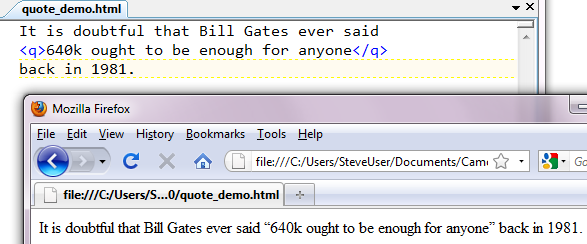 quote_demo.html
It is doubtful that Bill Gates ever said
<q>640k ought to be enough for anyone</q>
back in 1981.
Mozilla Firefox
File Edit View History Bookmarks Tools Help
file:///C:/Users/SteveUser/Documents/Cam
file:///C:/Users/S...0/quote_demo.html
It is doubtful that Bill Gates ever said “640k ought to be enough for anyone” back in 1981.